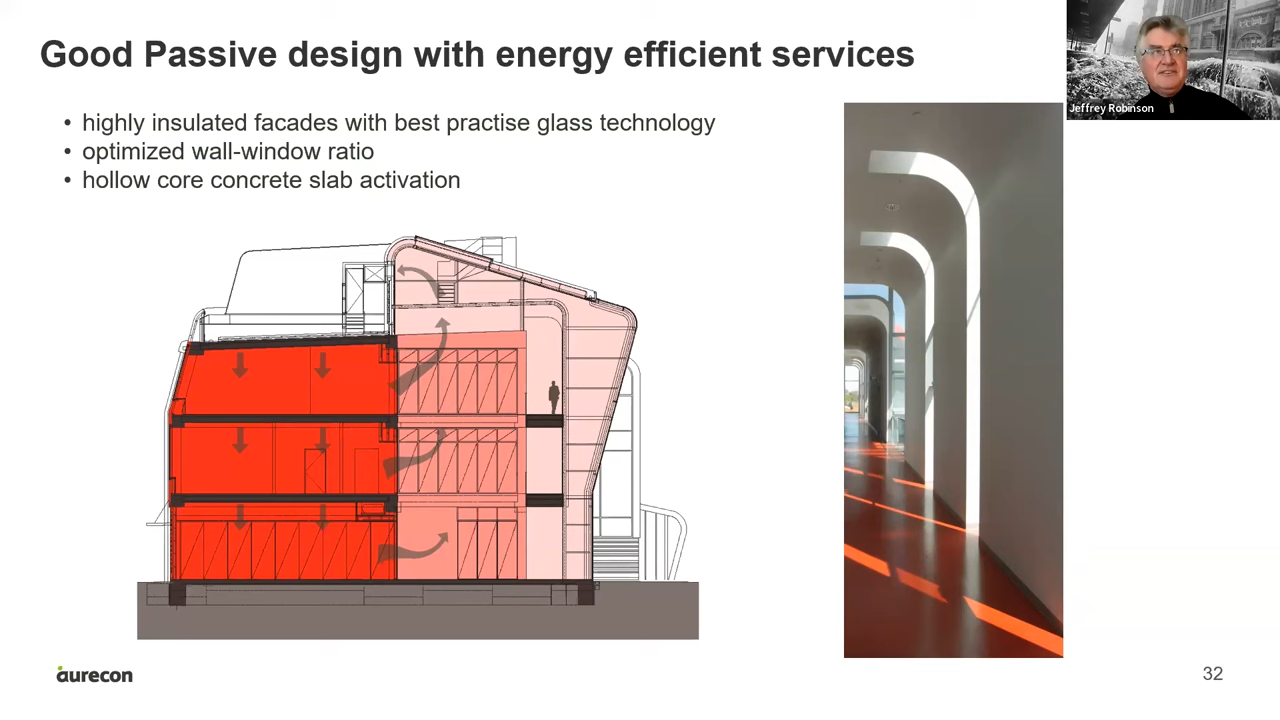 Good Passive design with energy efficient services
Jeffrey Robinson
• highly insulated facades with best practise glass technology
• optimized wall-window ratio
• hollow core concrete slab activation
aurecon
32